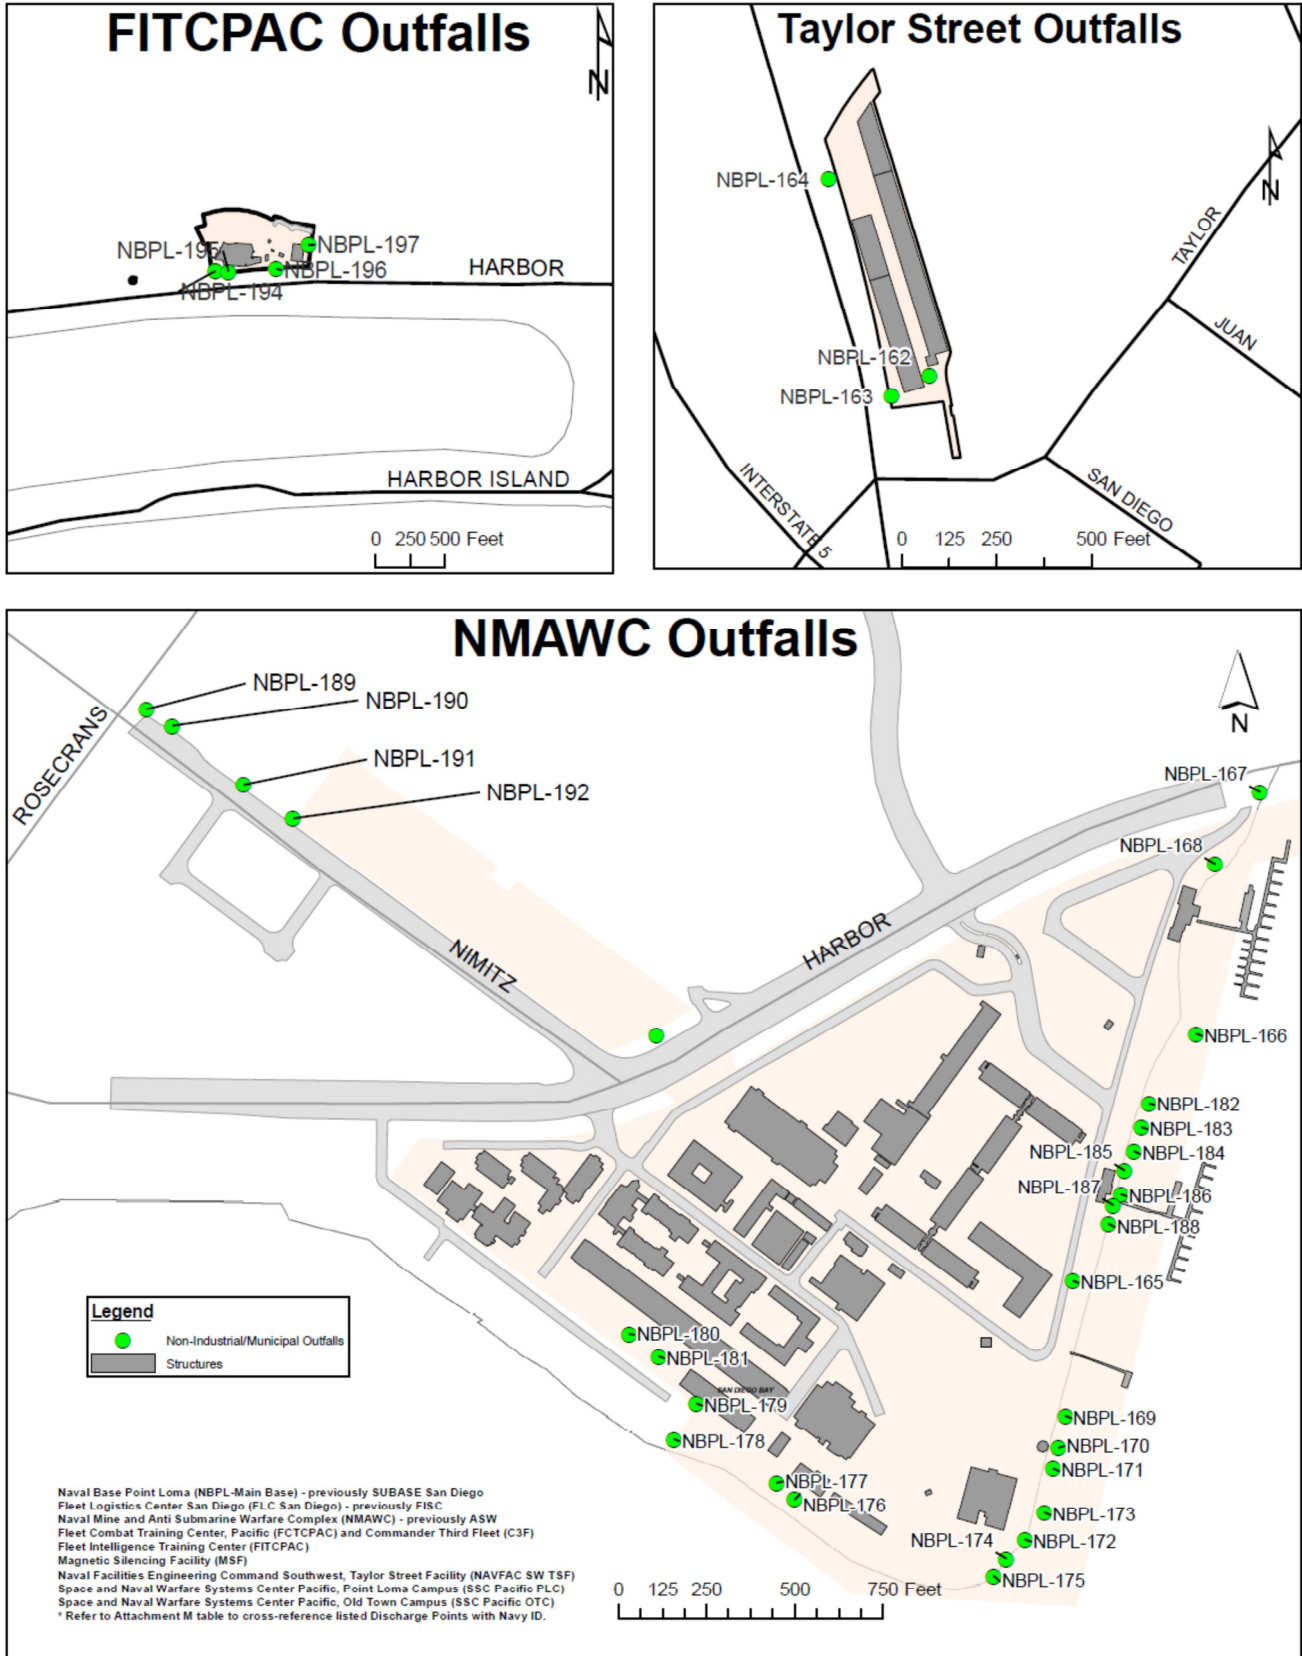 FITCPAC Outfalls
N
NBPL-195
NBPL-197
NBPL-196
NBPL-194
HARBOR
HARBOR ISLAND
0 250 500 Feet
Taylor Street Outfalls
N
NBPL-164
TAYLOR
JUAN
NBPL-162
NBPL-163
INTERSTATE 5
SAN DIEGO
0 125 250 500 Feet
NMAWC Outfalls
N
NBPL-189
NBPL-190
NBPL-191
NBPL-192
ROSECRANS
NIMITZ
HARBOR
NBPL-167
NBPL-168
NBPL-166
NBPL-182
NBPL-183
NBPL-184
NBPL-185
NBPL-187
NBPL-186
NBPL-188
NBPL-165
NBPL-180
NBPL-181
SAN DIEGO BAY
NBPL-179
NBPL-178
NBPL-177
NBPL-176
NBPL-169
NBPL-170
NBPL-171
NBPL-173
NBPL-174
NBPL-172
NBPL-175
Legend
Non-Industrial/Municipal Outfalls
Structures
Naval Base Point Loma (NBPL-Main Base) - previously SUBASE San Diego
Fleet Logistics Center San Diego (FLC San Diego) - previously FISC
Naval Mine and Anti Submarine Warfare Complex (NMAWC) - previously ASW
Fleet Combat Training Center, Pacific (FCTCPAC) and Commander Third Fleet (C3F)
Fleet Intelligence Training Center (FITCPAC)
Magnetic Silencing Facility (MSF)
Naval Facilities Engineering Command Southwest, Taylor Street Facility (NAVFAC SW TSF)
Space and Naval Warfare Systems Center Pacific, Point Loma Campus (SSC Pacific PLC)
Space and Naval Warfare Systems Center Pacific, Old Town Campus (SSC Pacific OTC)
* Refer to Attachment M table to cross-reference listed Discharge Points with Navy ID.
0 125 250 500 750 Feet